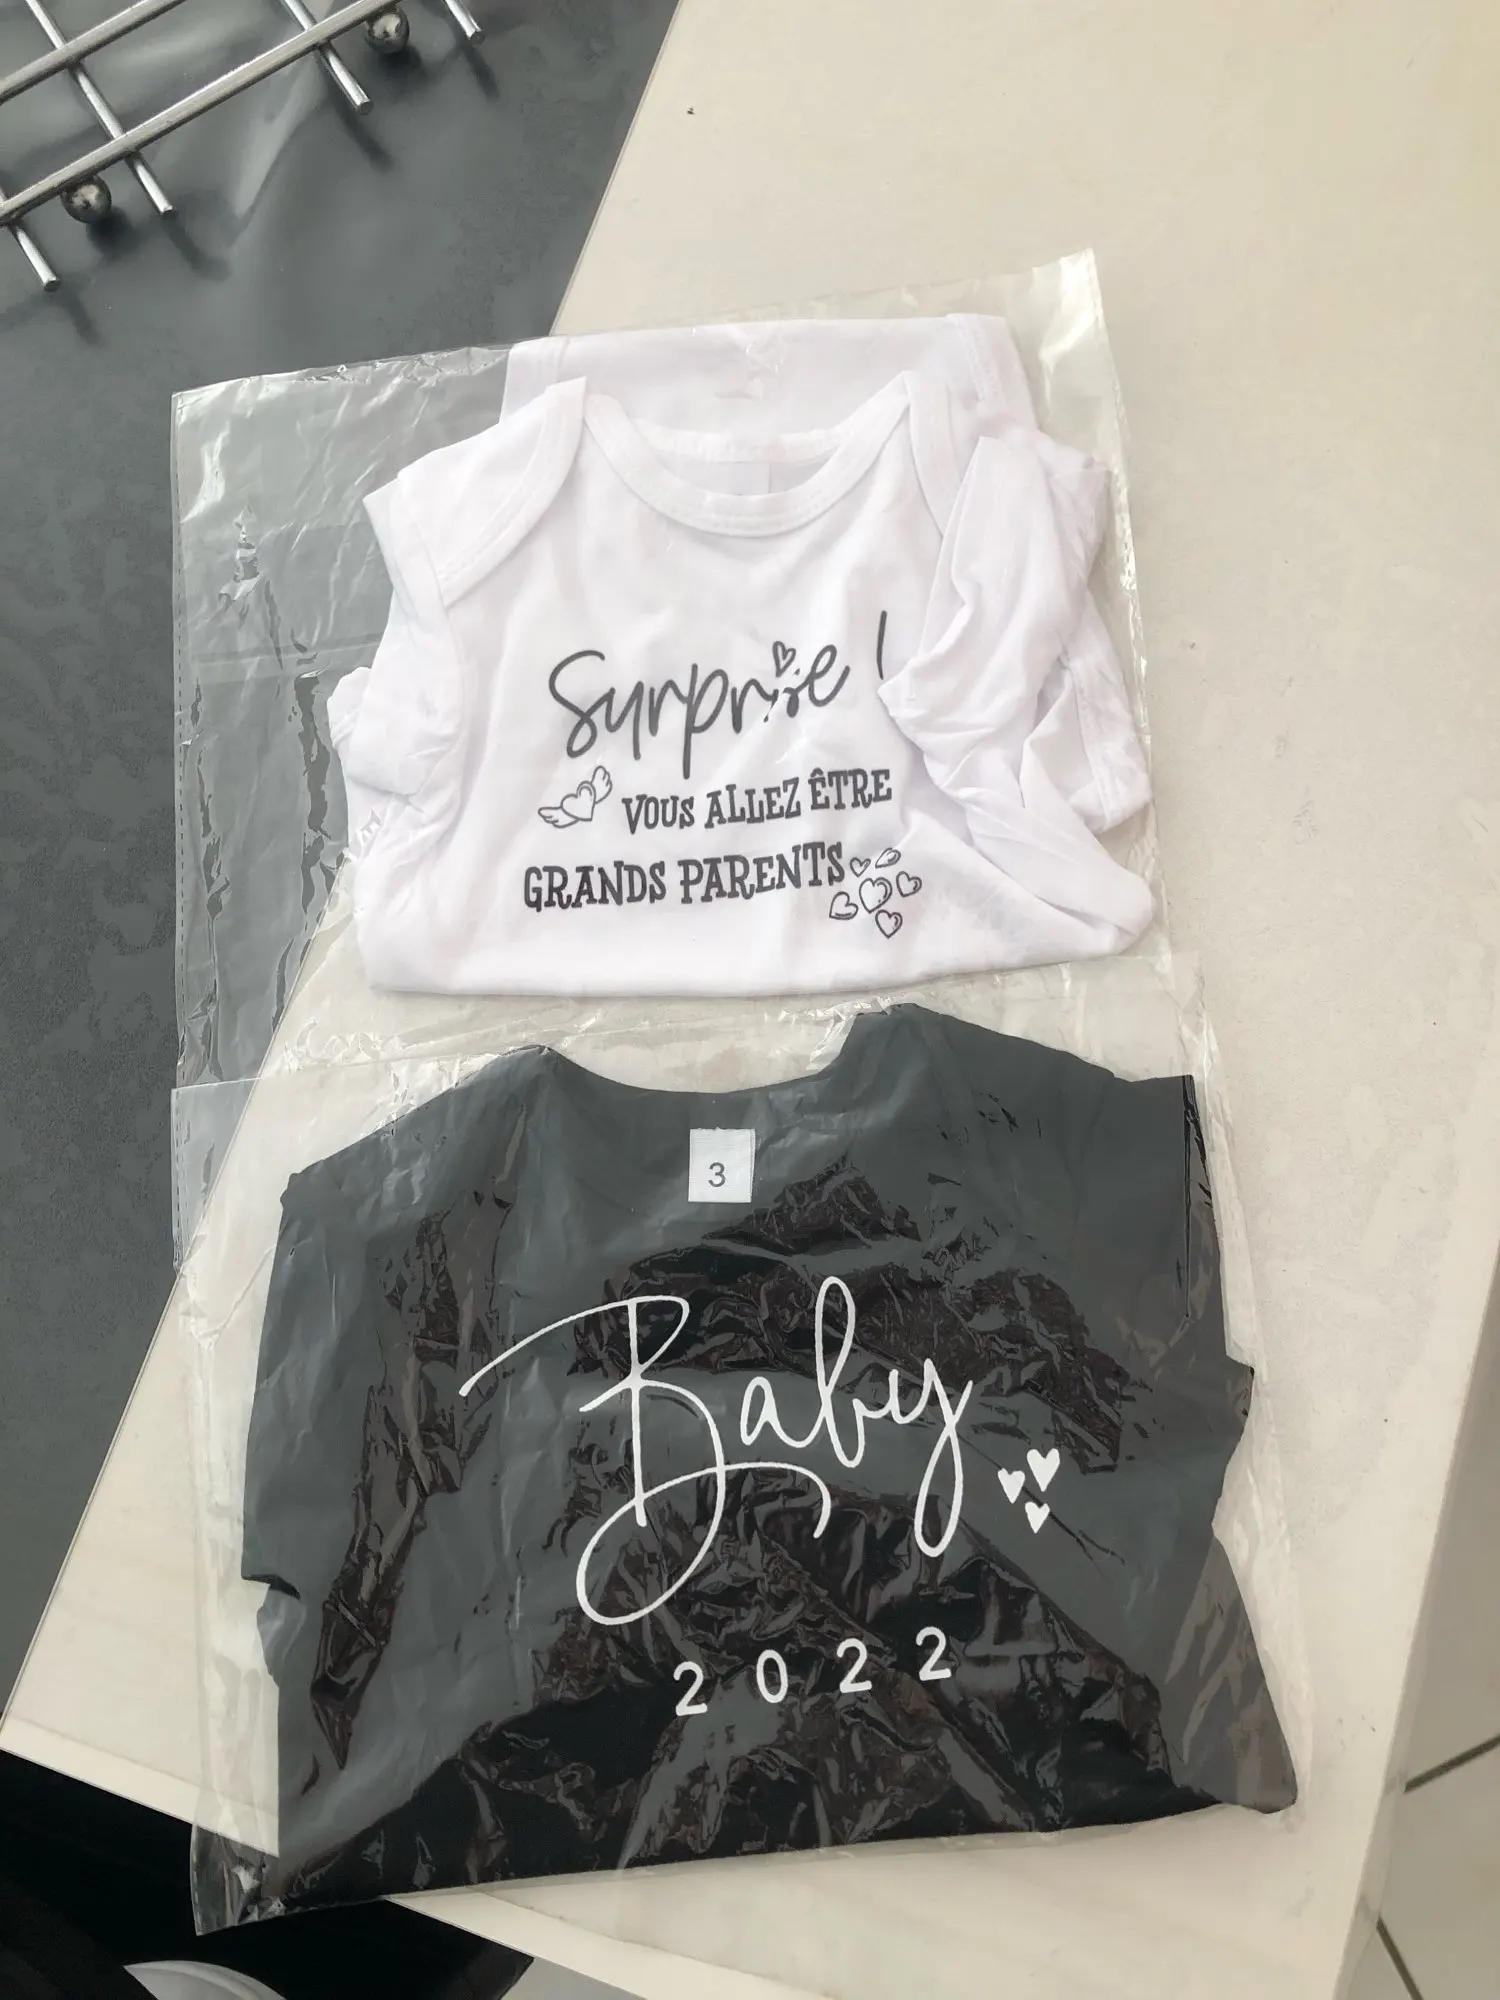 Surprise !
VOUS ALLEZ ÊTRE
GRANDS PARENTS
3
Baby
2022